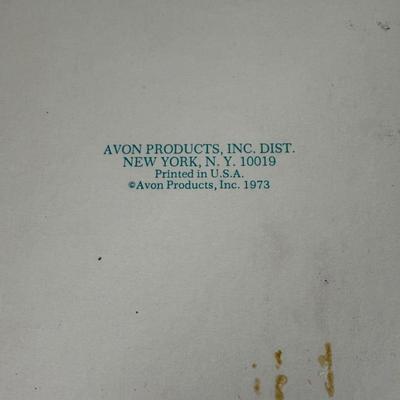 AVON PRODUCTS, INC. DIST.
NEW YORK, N. Y. 10019
Printed in U.S.A.
©Avon Products, Inc. 1973